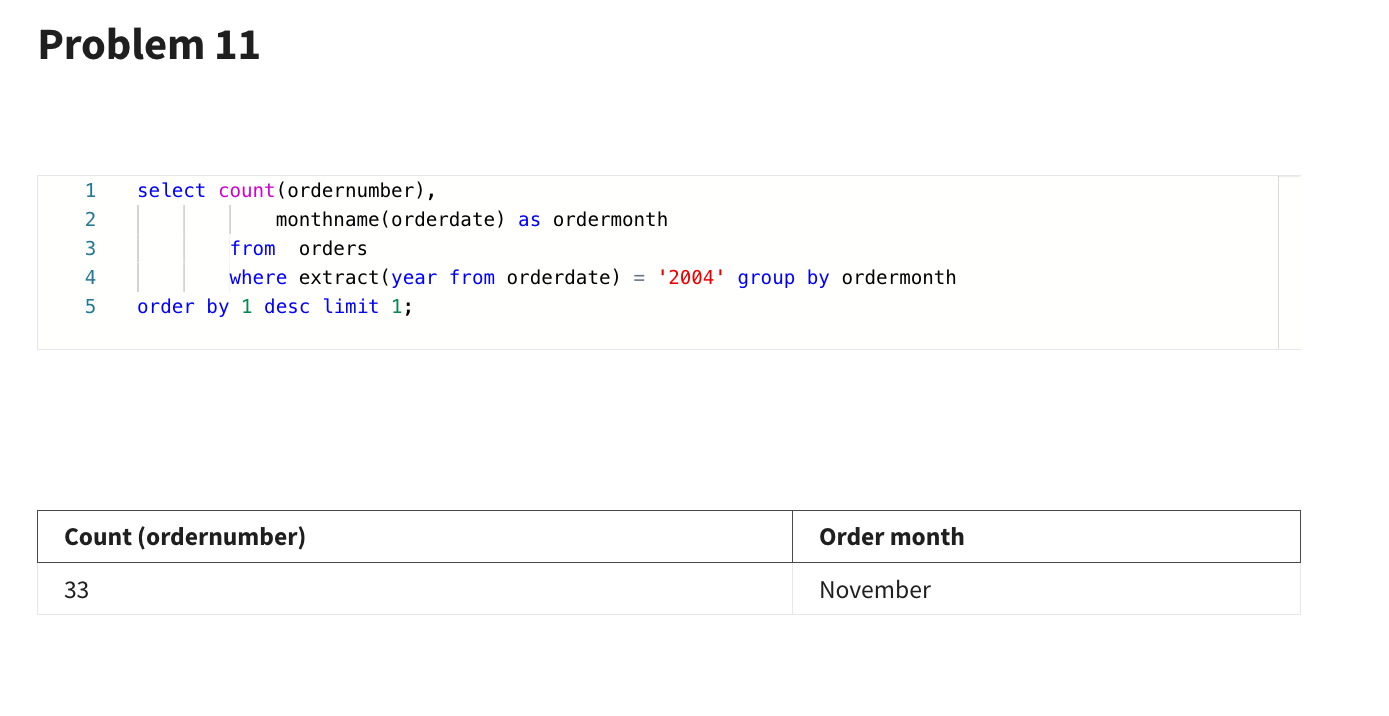 Problem 11
1 select count(ordernumber),
2 monthname(orderdate) as ordermonth
3 from  orders
4 where extract(year from orderdate) = '2004' group by ordermonth
5 order by 1 desc limit 1;
Count (ordernumber) Order month
33 November